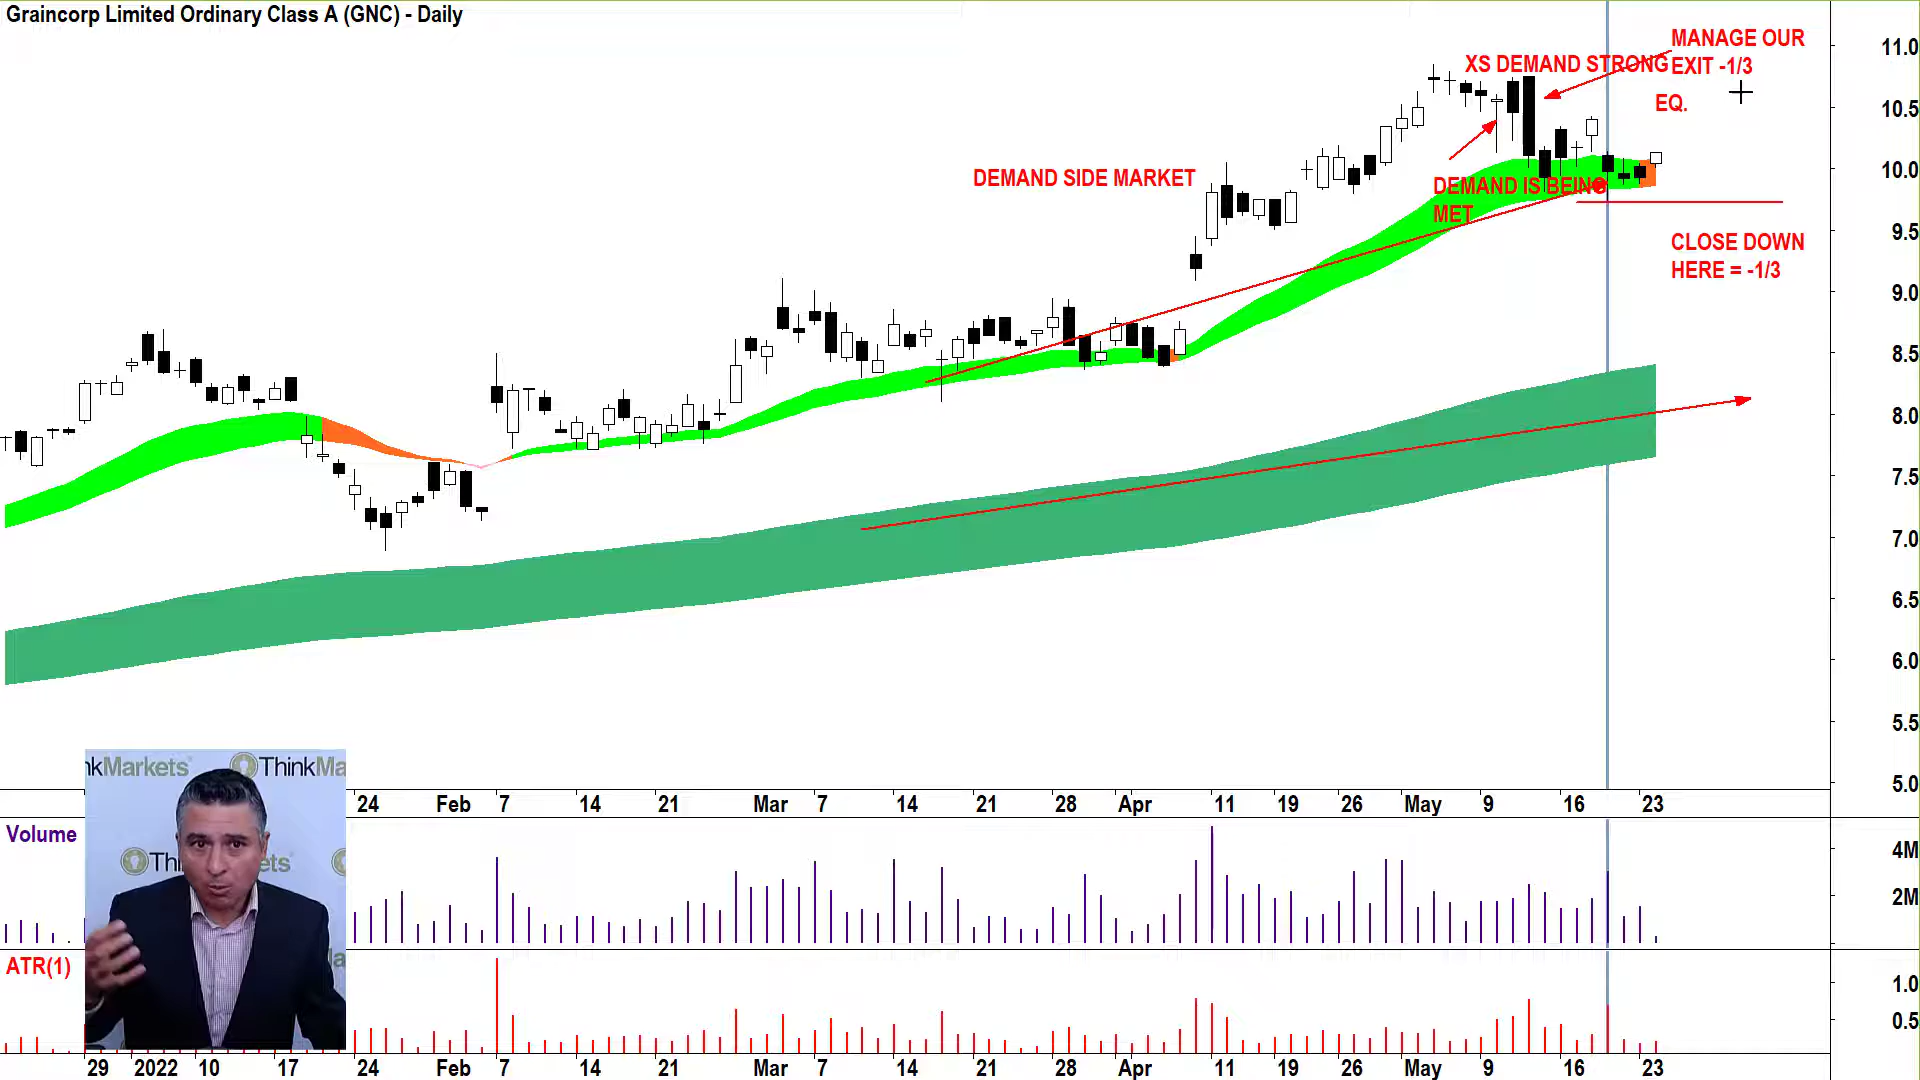 Graincorp Limited Ordinary Class A (GNC) - Daily
MANAGE OUR
EXIT -1/3
XS DEMAND STRONG
EQ.
DEMAND SIDE MARKET
DEMAND IS BEING
MET
CLOSE DOWN
HERE = -1/3
11.0
10.5
10.0
9.5
9.0
8.5
8.0
7.5
7.0
6.5
6.0
5.5
5.0
24 Feb 7 14 21 Mar 7 14 21 28 Apr 11 19 26 May 9 16 23
Volume
4M
2M
nkMarkets ThinkMa
Th ets
ATR(1)
1.0
0.5
29 2022 10 17 24 Feb 7 14 21 Mar 7 14 21 28 Apr 11 19 26 May 9 16 23